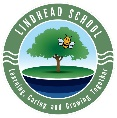 LINDHEAD SCHOOL
Learning, Caring and Growing Together